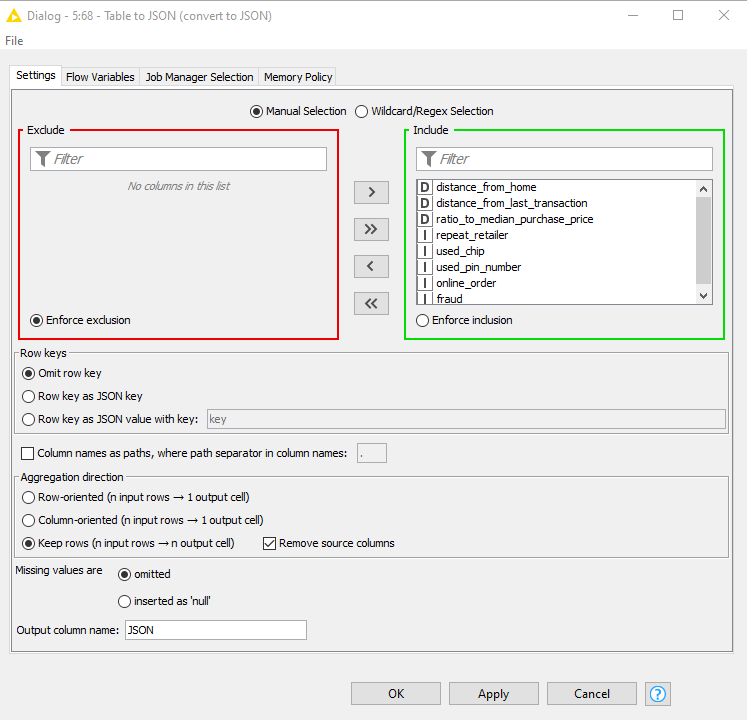 Dialog - 5:68 - Table to JSON (convert to JSON)
File
Settings Flow Variables Job Manager Selection Memory Policy
Manual Selection Wildcard/Regex Selection
Exclude
Filter
No columns in this list
Enforce exclusion
>
>>
<
<<
Include
Filter
D distance_from_home
D distance_from_last_transaction
D ratio_to_median_purchase_price
I repeat_retailer
I used_chip
I used_pin_number
I online_order
I fraud
Enforce inclusion
Row keys
Omit row key
Row key as JSON key
Row key as JSON value with key: key
Column names as paths, where path separator in column names: .
Aggregation direction
Row-oriented (n input rows → 1 output cell)
Column-oriented (n input rows → 1 output cell)
Keep rows (n input rows → n output cell) Remove source columns
Missing values are omitted
inserted as 'null'
Output column name: JSON
OK Apply Cancel ?